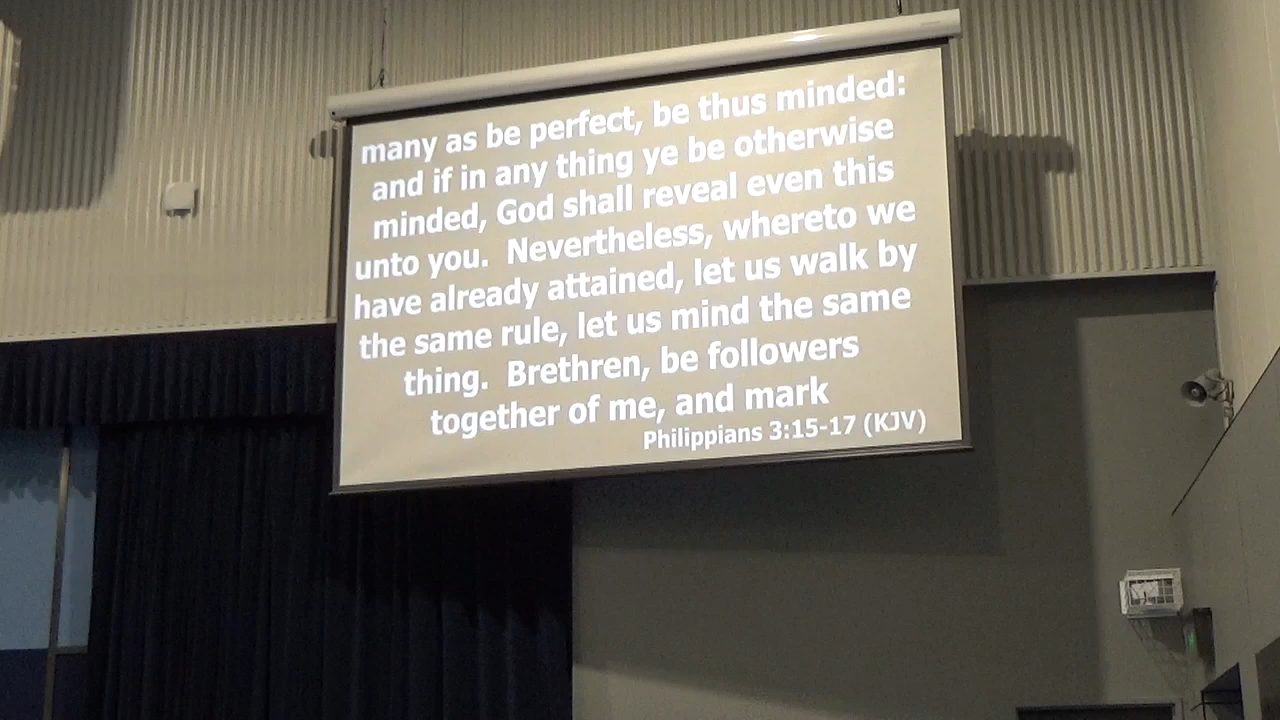 many as be perfect, be thus minded:
and if in any thing ye be otherwise
minded, God shall reveal even this
unto you.  Nevertheless, whereto we
have already attained, let us walk by
the same rule, let us mind the same
thing.  Brethren, be followers
together of me, and mark
Philippians 3:15-17 (KJV)